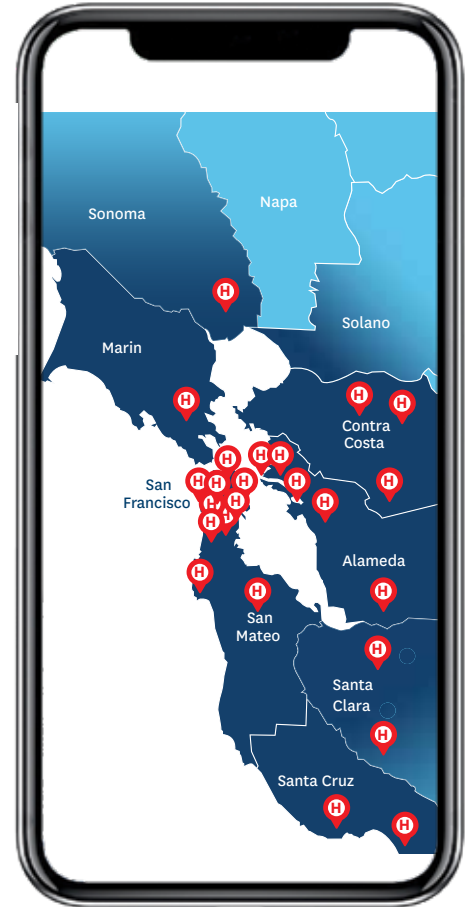 Napa
Sonoma
H
Solano
Marin
H
H
H
Contra
Costa
H
H
H
H
H
H
H
H
San
Francisco
H
H
H
H
H
H
Alameda
H
H
H
San
Mateo
H
Santa
Clara
H
Santa Cruz
H
H